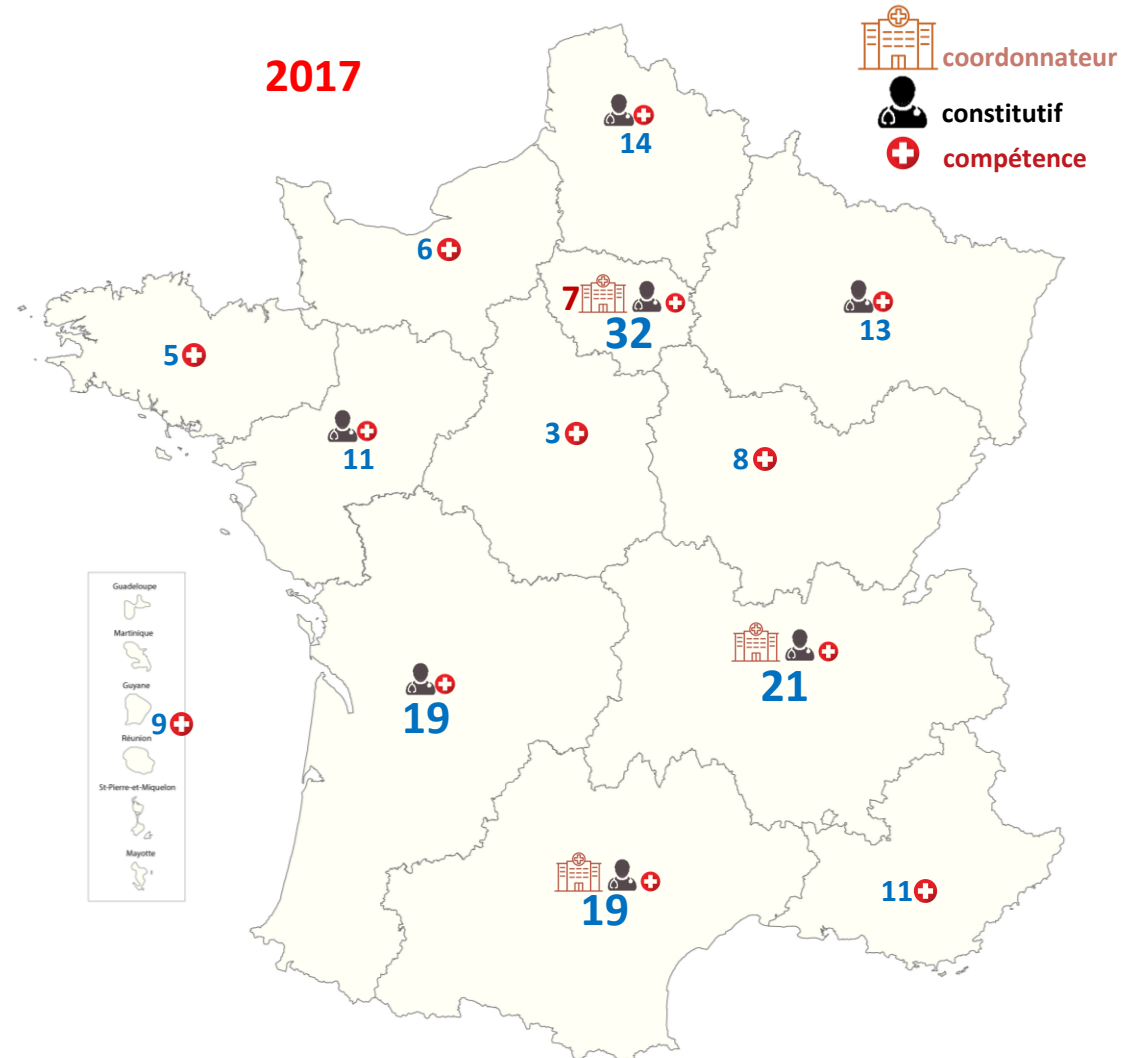 2017
coordonnateur
constitutif
compétence
14
6
7
32
13
5
11
3
8
Guadeloupe
Martinique
Guyane
9
Réunion
St-Pierre-et-Miquelon
Mayotte
19
21
19
11